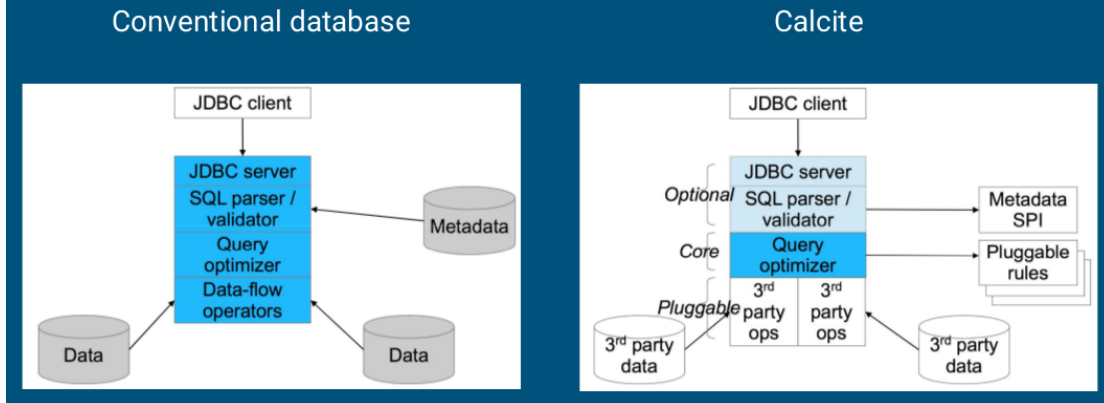 Conventional database
JDBC client
JDBC server
SQL parser /
validator
Query
optimizer
Data-flow
operators
Metadata
Data
Data
Calcite
JDBC client
JDBC server
Optional
SQL parser /
validator
Metadata
SPI
Core
Query
optimizer
Pluggable
rules
Pluggable
3rd
party
ops
3rd
party
ops
3rd party
data
3rd party
data